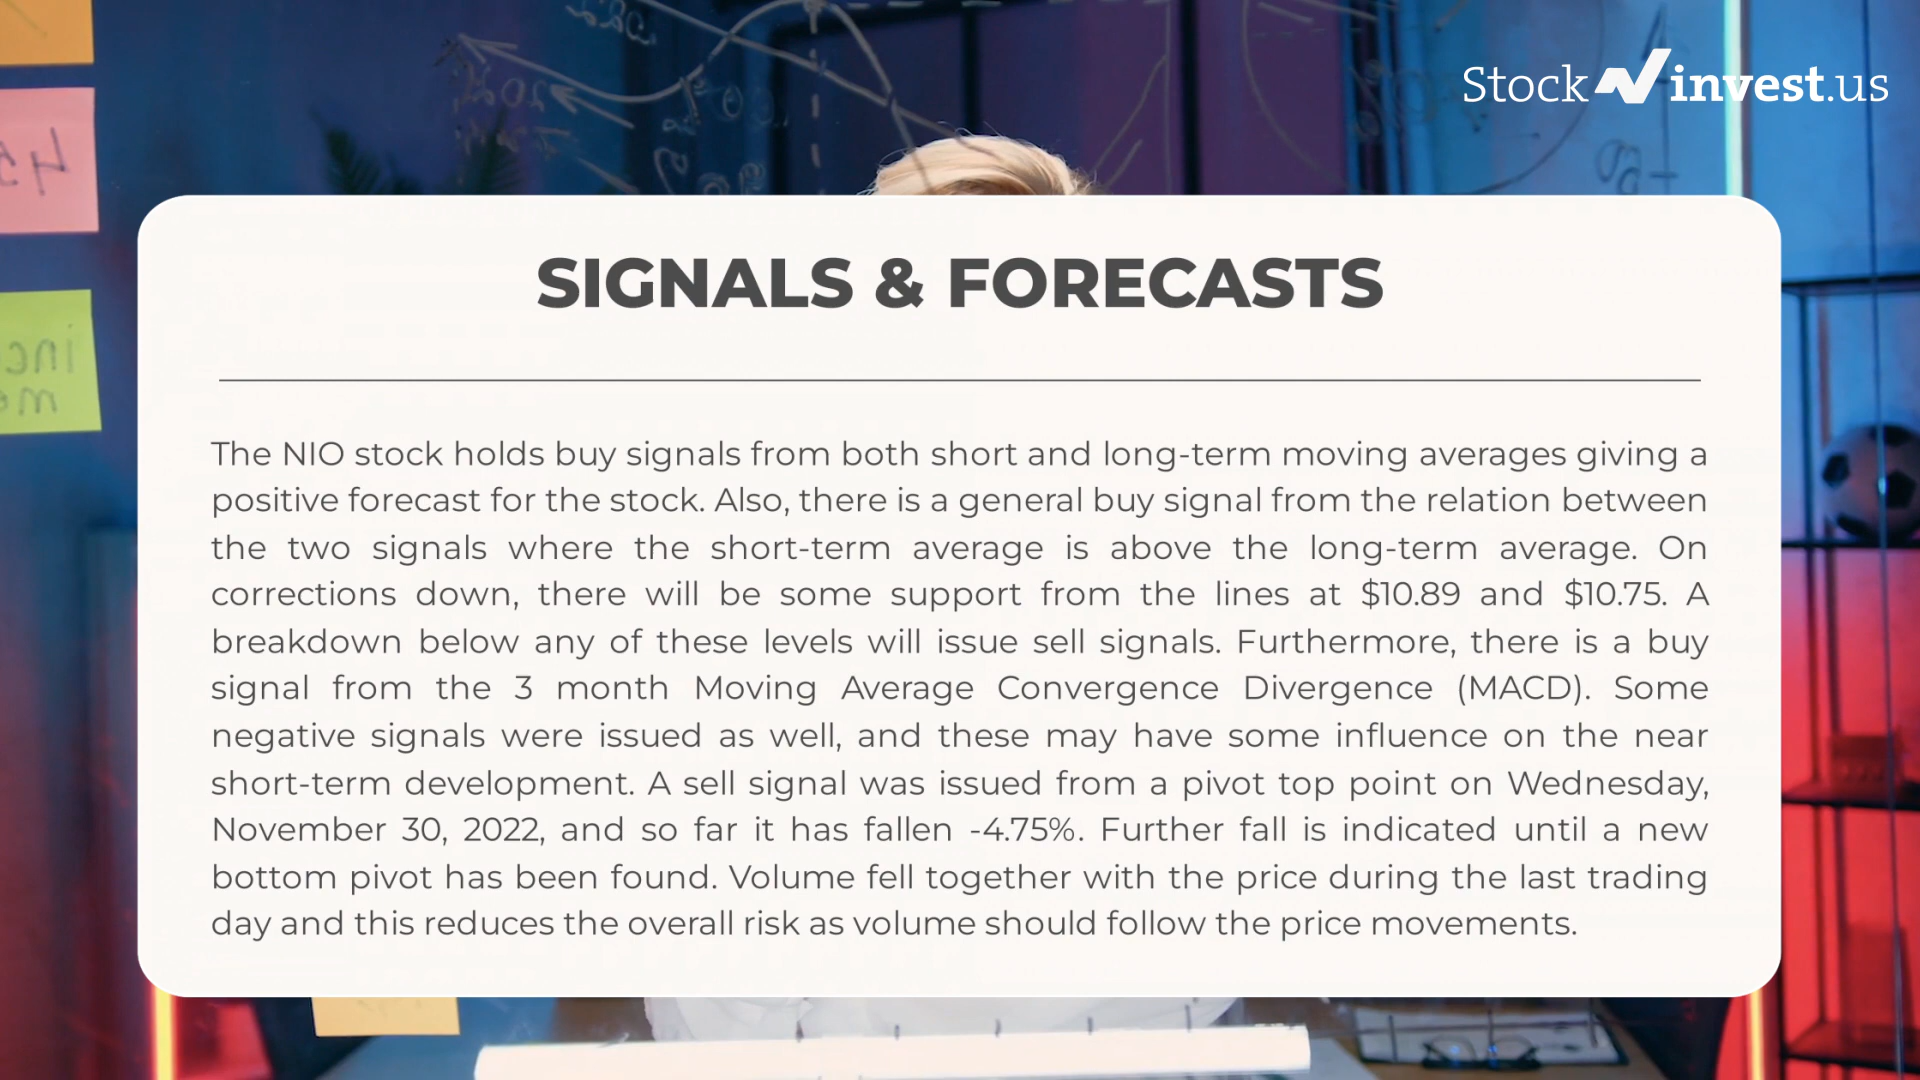 Stock invest.us
SIGNALS & FORECASTS
The NIO stock holds buy signals from both short and long-term moving averages giving a
positive forecast for the stock. Also, there is a general buy signal from the relation between
the two signals where the short-term average is above the long-term average. On
corrections down, there will be some support from the lines at $10.89 and $10.75. A
breakdown below any of these levels will issue sell signals. Furthermore, there is a buy
signal from the 3 month Moving Average Convergence Divergence (MACD). Some
negative signals were issued as well, and these may have some influence on the near
short-term development. A sell signal was issued from a pivot top point on Wednesday,
November 30, 2022, and so far it has fallen -4.75%. Further fall is indicated until a new
bottom pivot has been found. Volume fell together with the price during the last trading
day and this reduces the overall risk as volume should follow the price movements.